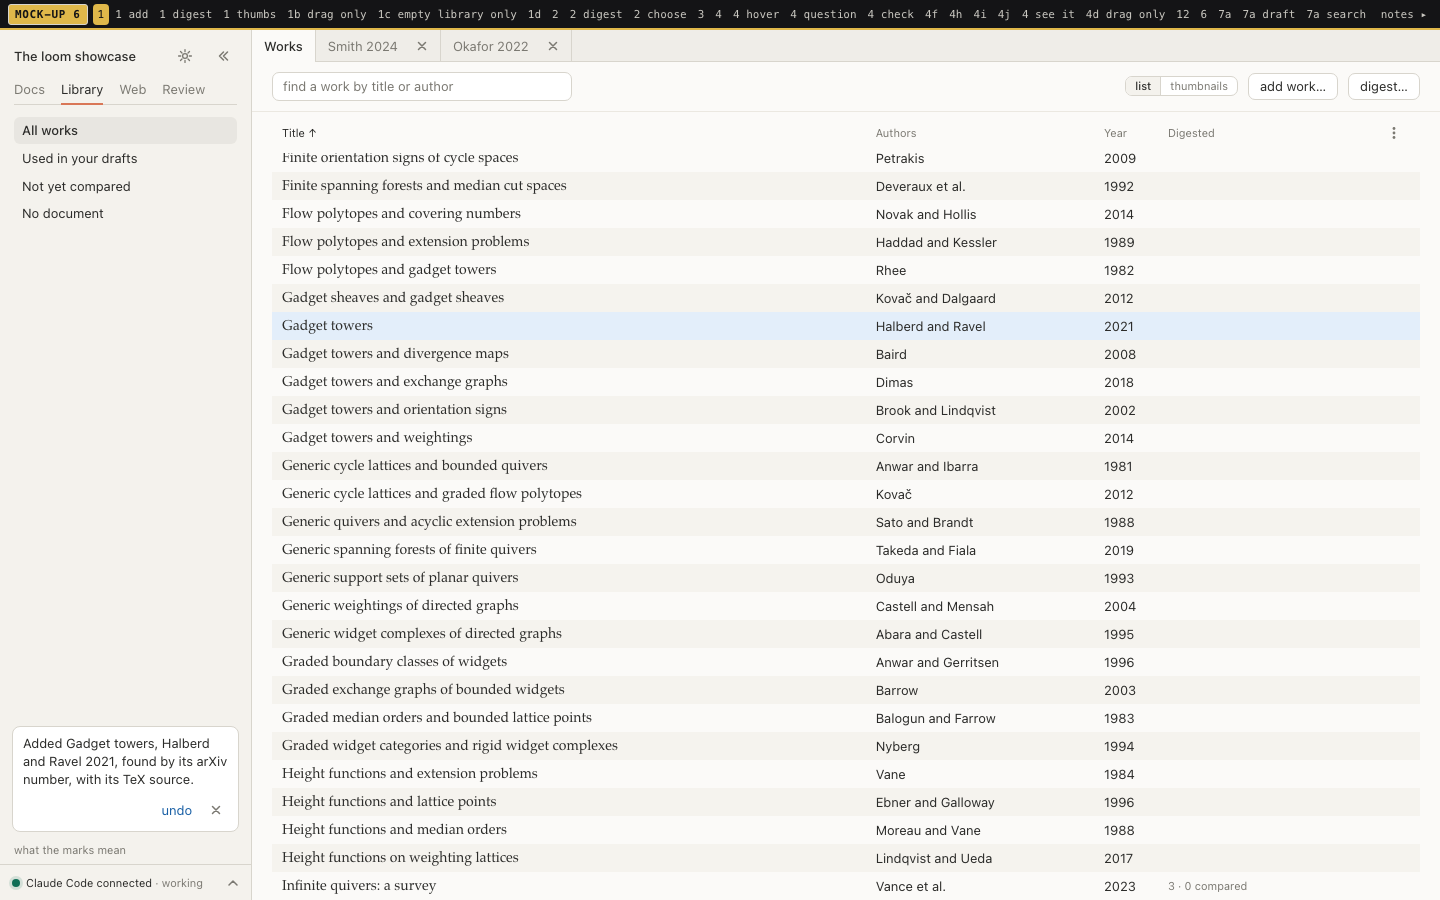 MOCK-UP 6 1 1 add 1 digest 1 thumbs 1b drag only 1c empty library only 1d 2 2 digest 2 choose 3 4 4 hover 4 question 4 check 4f 4h 4i 4j 4 see it 4d drag only 12 6 7a 7a draft 7a search notes ▸
The loom showcase
Docs Library Web Review
All works
Used in your drafts
Not yet compared
No document
Added Gadget towers, Halberd
and Ravel 2021, found by its arXiv
number, with its TeX source.
undo ✕
what the marks mean
Claude Code connected · working
Works Smith 2024 ✕ Okafor 2022 ✕
find a work by title or author list thumbnails add work... digest...
Title ↑ Authors Year Digested
Finite orientation signs of cycle spaces Petrakis 2009
Finite spanning forests and median cut spaces Deveraux et al. 1992
Flow polytopes and covering numbers Novak and Hollis 2014
Flow polytopes and extension problems Haddad and Kessler 1989
Flow polytopes and gadget towers Rhee 1982
Gadget sheaves and gadget sheaves Kovač and Dalgaard 2012
Gadget towers Halberd and Ravel 2021
Gadget towers and divergence maps Baird 2008
Gadget towers and exchange graphs Dimas 2018
Gadget towers and orientation signs Brook and Lindqvist 2002
Gadget towers and weightings Corvin 2014
Generic cycle lattices and bounded quivers Anwar and Ibarra 1981
Generic cycle lattices and graded flow polytopes Kovač 2012
Generic quivers and acyclic extension problems Sato and Brandt 1988
Generic spanning forests of finite quivers Takeda and Fiala 2019
Generic support sets of planar quivers Oduya 1993
Generic weightings of directed graphs Castell and Mensah 2004
Generic widget complexes of directed graphs Abara and Castell 1995
Graded boundary classes of widgets Anwar and Gerritsen 1996
Graded exchange graphs of bounded widgets Barrow 2003
Graded median orders and bounded lattice points Balogun and Farrow 1983
Graded widget categories and rigid widget complexes Nyberg 1994
Height functions and extension problems Vane 1984
Height functions and lattice points Ebner and Galloway 1996
Height functions and median orders Moreau and Vane 1988
Height functions on weighting lattices Lindqvist and Ueda 2017
Infinite quivers: a survey Vance et al. 2023 3 · 0 compared